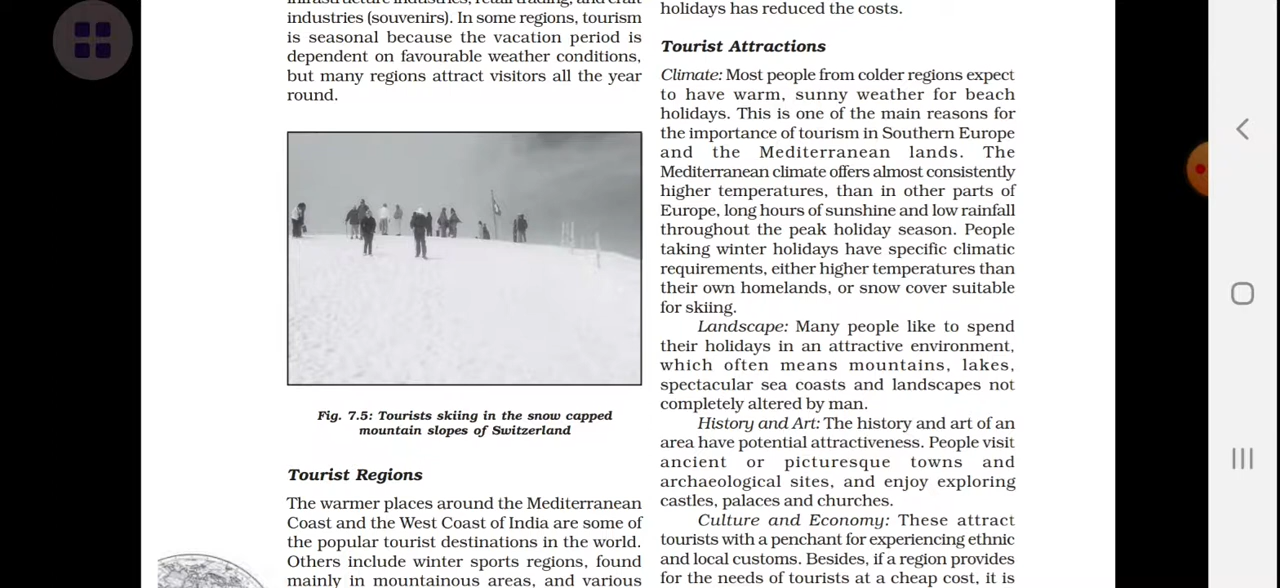 industries (souvenirs). In some regions, tourism
is seasonal because the vacation period is
dependent on favourable weather conditions,
but many regions attract visitors all the year
round.
Fig. 7.5: Tourists skiing in the snow capped
mountain slopes of Switzerland
Tourist Regions
The warmer places around the Mediterranean
Coast and the West Coast of India are some of
the popular tourist destinations in the world.
Others include winter sports regions, found
mainly in mountainous areas, and various
holidays has reduced the costs.
Tourist Attractions
Climate: Most people from colder regions expect
to have warm, sunny weather for beach
holidays. This is one of the main reasons for
the importance of tourism in Southern Europe
and the Mediterranean lands. The
Mediterranean climate offers almost consistently
higher temperatures, than in other parts of
Europe, long hours of sunshine and low rainfall
throughout the peak holiday season. People
taking winter holidays have specific climatic
requirements, either higher temperatures than
their own homelands, or snow cover suitable
for skiing.
Landscape: Many people like to spend
their holidays in an attractive environment,
which often means mountains, lakes,
spectacular sea coasts and landscapes not
completely altered by man.
History and Art: The history and art of an
area have potential attractiveness. People visit
ancient or picturesque towns and
archaeological sites, and enjoy exploring
castles, palaces and churches.
Culture and Economy: These attract
tourists with a penchant for experiencing ethnic
and local customs. Besides, if a region provides
for the needs of tourists at a cheap cost, it is